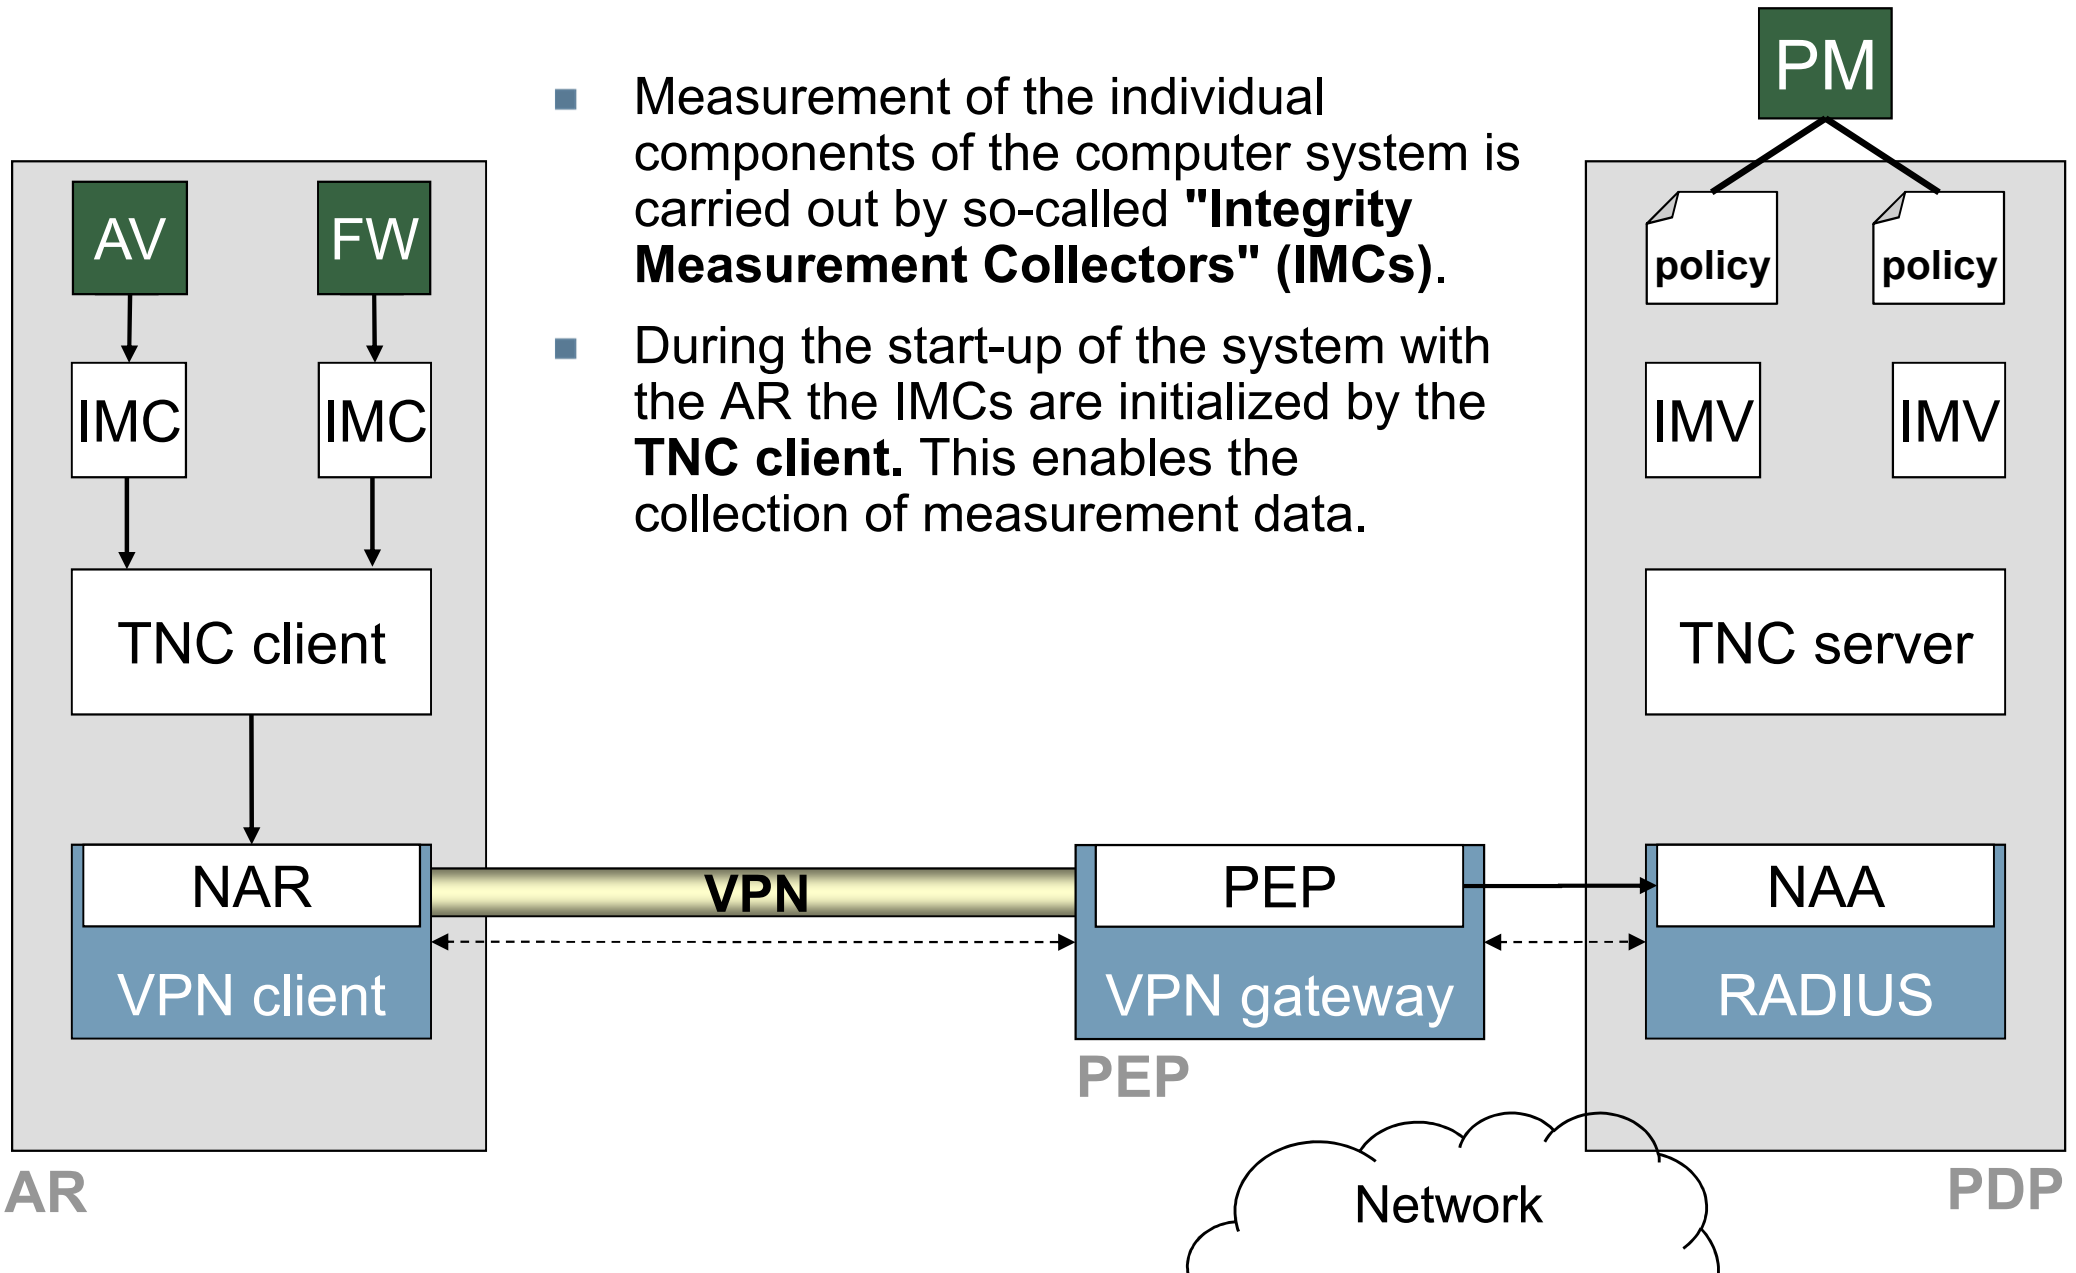 PM
Measurement of the individual
components of the computer system is
carried out by so-called "Integrity
Measurement Collectors" (IMCs).
During the start-up of the system with
the AR the IMCs are initialized by the
TNC client. This enables the
collection of measurement data.
AV
FW
IMC
IMC
TNC client
NAR
VPN client
AR
VPN
PEP
VPN gateway
PEP
policy
policy
IMV
IMV
TNC server
NAA
RADIUS
PDP
Network